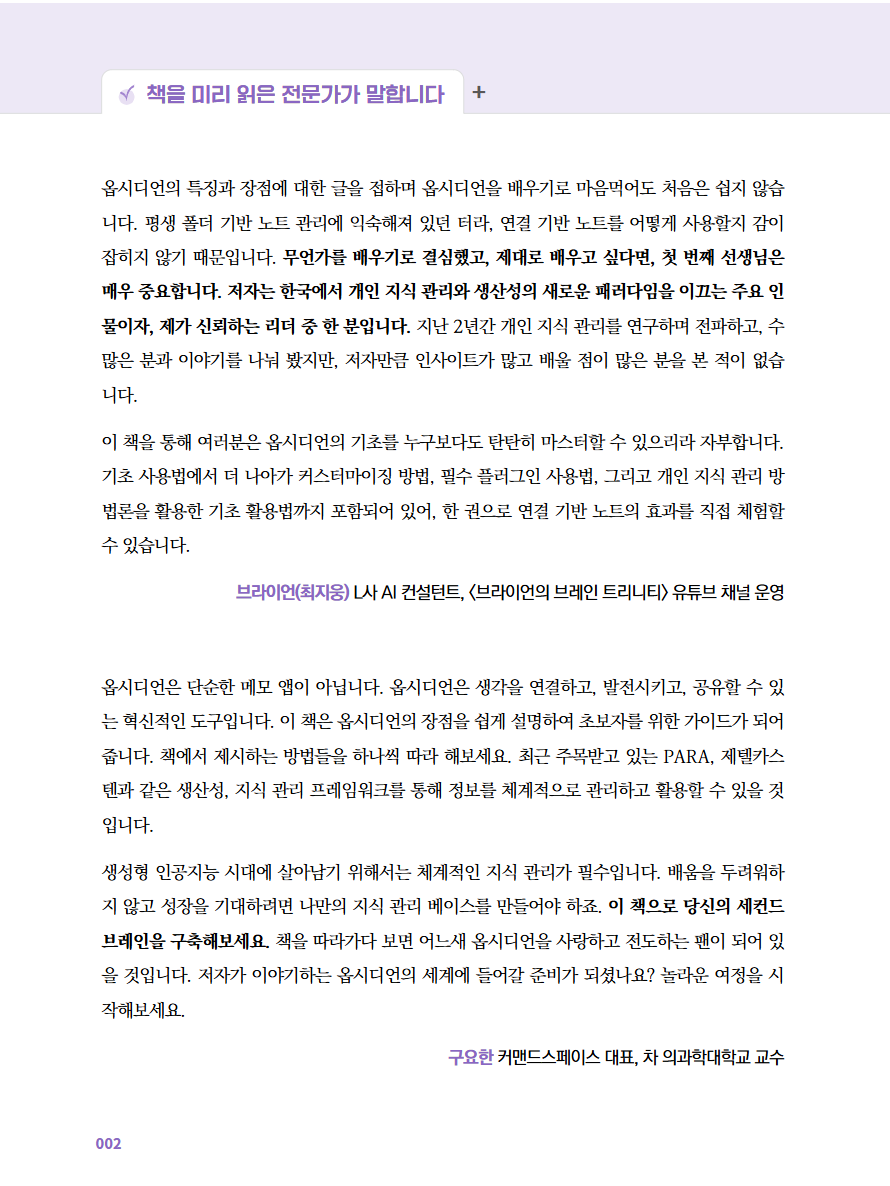 책을 미리 읽은 전문가가 말합니다 +
옵시디언의 특징과 장점에 대한 글을 접하며 옵시디언을 배우기로 마음먹어도 처음은 쉽지 않습
니다. 평생 폴더 기반 노트 관리에 익숙해져 있던 터라, 연결 기반 노트를 어떻게 사용할지 감이
잡히지 않기 때문입니다. 무언가를 배우기로 결심했고, 제대로 배우고 싶다면, 첫 번째 선생님은
매우 중요합니다. 저자는 한국에서 개인 지식 관리와 생산성의 새로운 패러다임을 이끄는 주요 인
물이자, 제가 신뢰하는 리더 중 한 분입니다. 지난 2년간 개인 지식 관리를 연구하며 전파하고, 수
많은 분과 이야기를 나눠 봤지만, 저자만큼 인사이트가 많고 배울 점이 많은 분을 본 적이 없습
니다.
이 책을 통해 여러분은 옵시디언의 기초를 누구보다도 탄탄히 마스터할 수 있으리라 자부합니다.
기초 사용법에서 더 나아가 커스터마이징 방법, 필수 플러그인 사용법, 그리고 개인 지식 관리 방
법론을 활용한 기초 활용법까지 포함되어 있어, 한 권으로 연결 기반 노트의 효과를 직접 체험할
수 있습니다.
브라이언(최지웅) L사 AI 컨설턴트, <브라이언의 브레인 트리니티> 유튜브 채널 운영
옵시디언은 단순한 메모 앱이 아닙니다. 옵시디언은 생각을 연결하고, 발전시키고, 공유할 수 있
는 혁신적인 도구입니다. 이 책은 옵시디언의 장점을 쉽게 설명하여 초보자를 위한 가이드가 되어
줍니다. 책에서 제시하는 방법들을 하나씩 따라 해보세요. 최근 주목받고 있는 PARA, 제텔카스
텐과 같은 생산성, 지식 관리 프레임워크를 통해 정보를 체계적으로 관리하고 활용할 수 있을 것
입니다.
생성형 인공지능 시대에 살아남기 위해서는 체계적인 지식 관리가 필수입니다. 배움을 두려워하
지 않고 성장을 기대하려면 나만의 지식 관리 베이스를 만들어야 하죠. 이 책으로 당신의 세컨드
브레인을 구축해보세요. 책을 따라가다 보면 어느새 옵시디언을 사랑하고 전도하는 팬이 되어 있
을 것입니다. 저자가 이야기하는 옵시디언의 세계에 들어갈 준비가 되셨나요? 놀라운 여정을 시
작해보세요.
구요한 커맨드스페이스 대표, 차 의과학대학교 교수
002